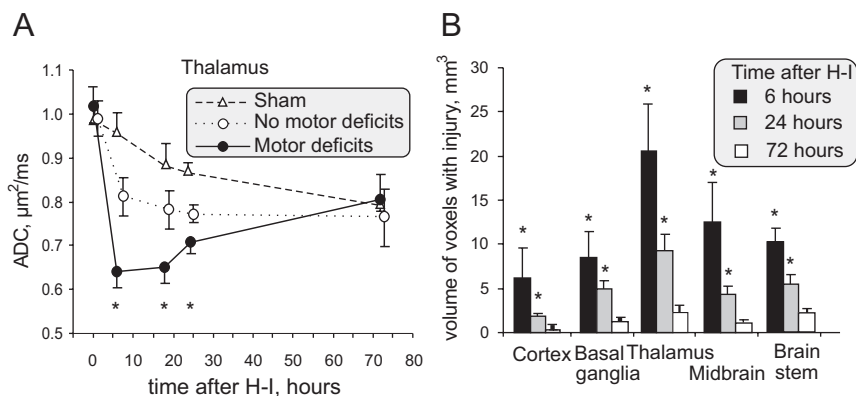 A
Thalamus
Sham
No motor deficits
Motor deficits
1.1
1.0
0.9
0.8
0.7
0.6
0.5
ADC, µm²/ms
* * *
0 10 20 30 40 50 60 70 80
time after H-I, hours
B
Time after H-I
6 hours
24 hours
72 hours
30
25
20
15
10
5
0
volume of voxels with injury, mm³
* * * * * * * * * *
Cortex Basal ganglia Thalamus Midbrain Brain stem